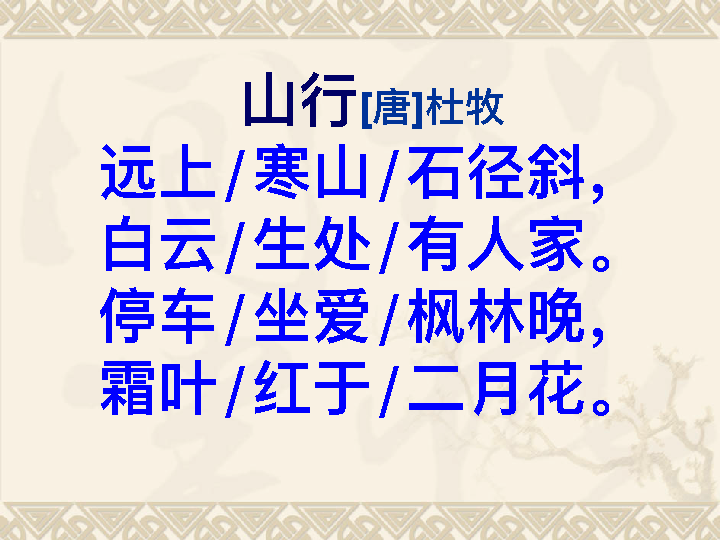 山行[唐]杜牧
远上/寒山/石径斜，
白云/生处/有人家。
停车/坐爱/枫林晚，
霜叶/红于/二月花。